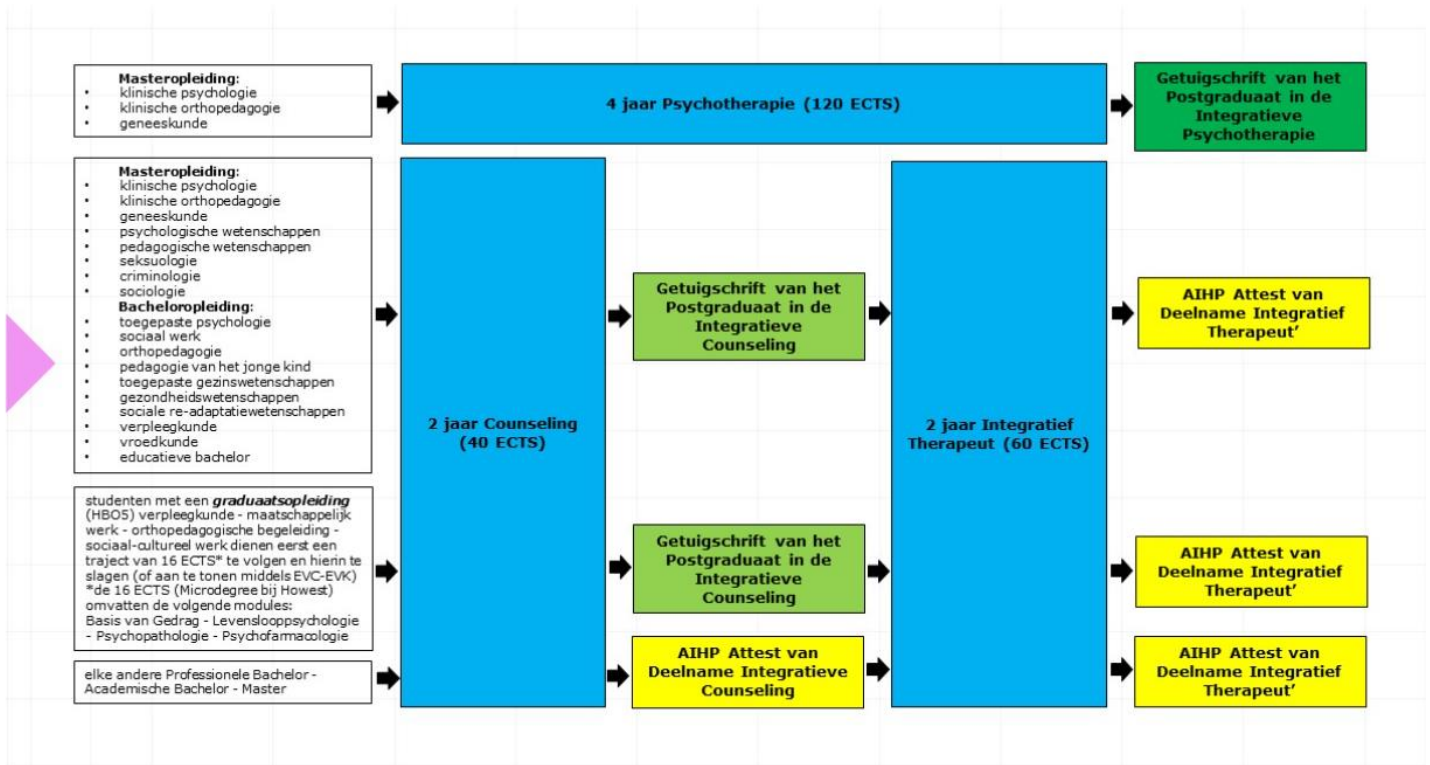 Masteropleiding:
• klinische psychologie
• klinische orthopedagogie
• geneeskunde
4 jaar Psychotherapie (120 ECTS)
Getuigschrift van het
Postgraduaat in de
Integratieve
Psychotherapie
Masteropleiding:
• klinische psychologie
• klinische orthopedagogie
• geneeskunde
• psychologische wetenschappen
• pedagogische wetenschappen
• seksuologie
• criminologie
• sociologie
Bacheloropleiding:
• toegepaste psychologie
• sociaal werk
• orthopedagogie
• pedagogie van het jonge kind
• toegepaste gezinswetenschappen
• gezondheidswetenschappen
• sociale re-adaptatiewetenschappen
• verpleegkunde
• vroedkunde
• educatieve bachelor
2 jaar Counseling
(40 ECTS)
Getuigschrift van het
Postgraduaat in de
Integratieve
Counseling
2 jaar Integratief
Therapeut (60 ECTS)
AIHP Attest van
Deelname Integratief
Therapeut’
studenten met een graduaatsopleiding
(HBO5) verpleegkunde - maatschappelijk
werk - orthopedagogische begeleiding -
sociaal-cultureel werk dienen eerst een
traject van 16 ECTS* te volgen en hierin te
slagen (of aan te tonen middels EVC-EVK)
*de 16 ECTS (Microdegree bij Howest)
omvatten de volgende modules:
Basis van Gedrag - Levenslooppsychologie
- Psychopathologie - Psychofarmacologie
Getuigschrift van het
Postgraduaat in de
Integratieve
Counseling
AIHP Attest van
Deelname Integratief
Therapeut’
elke andere Professionele Bachelor -
Academische Bachelor - Master
AIHP Attest van
Deelname Integratieve
Counseling
AIHP Attest van
Deelname Integratief
Therapeut’